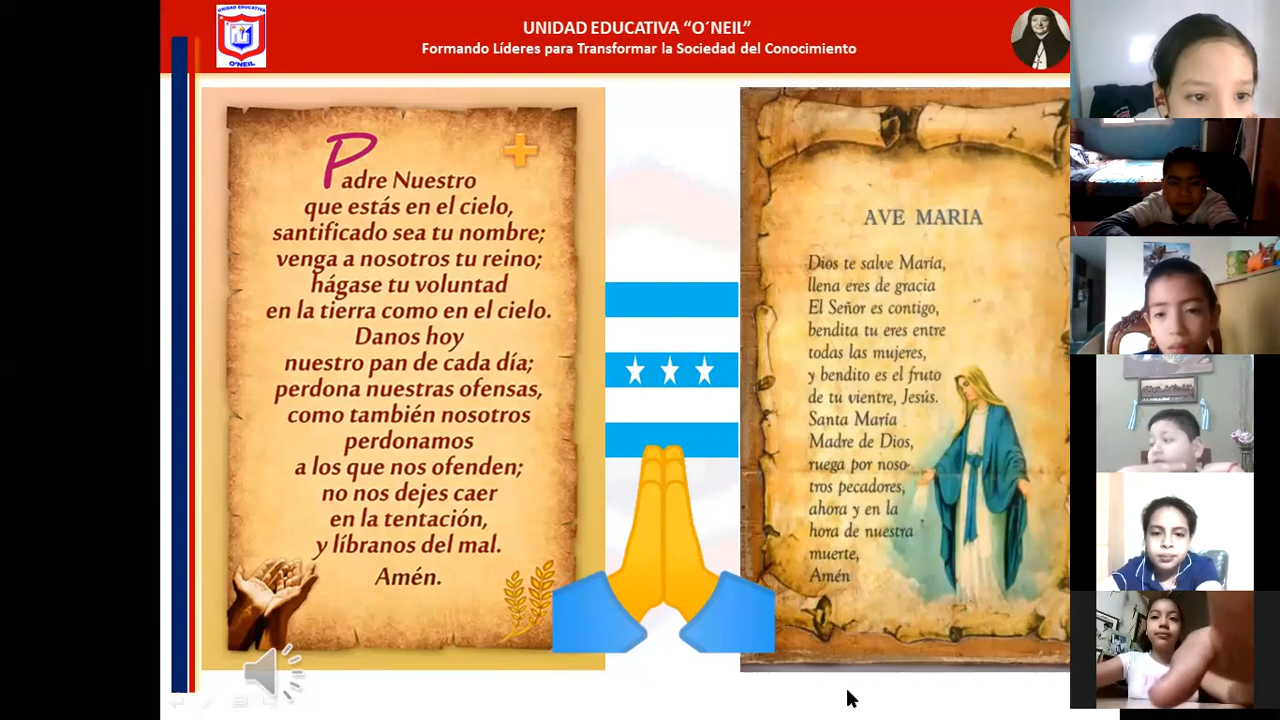 UNIDAD EDUCATIVA
O´NEIL
UNIDAD EDUCATIVA “O´NEIL”
Formando Líderes para Transformar la Sociedad del Conocimiento
Padre Nuestro
que estás en el cielo,
santificado sea tu nombre;
venga a nosotros tu reino;
hágase tu voluntad
en la tierra como en el cielo.
Danos hoy
nuestro pan de cada día;
perdona nuestras ofensas,
como también nosotros
perdonamos
a los que nos ofenden;
no nos dejes caer
en la tentación,
y líbranos del mal.
Amén.
AVE MARIA
Dios te salve María,
llena eres de gracia
El Señor es contigo,
bendita tu eres entre
todas las mujeres,
y bendito es el fruto
de tu vientre, Jesús.
Santa María
Madre de Dios,
ruega por noso-
tros pecadores,
ahora y en la
hora de nuestra
muerte,
Amén